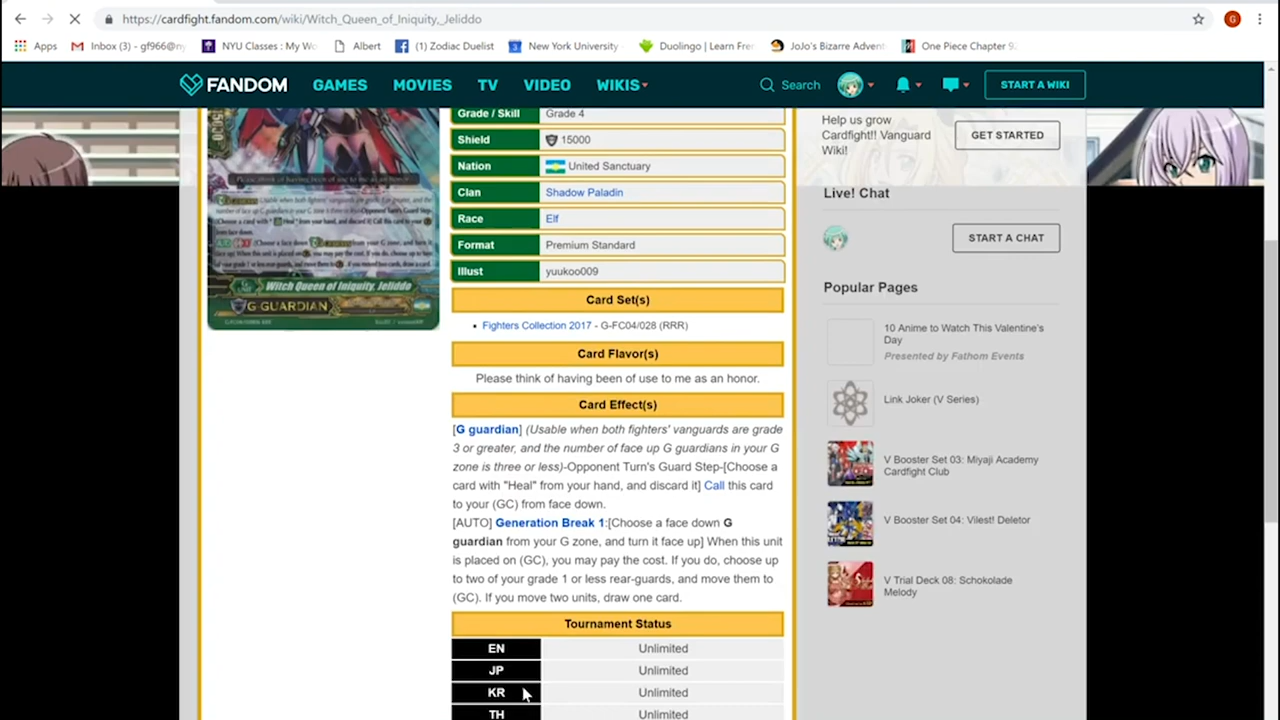 https://cardfight.fandom.com/wiki/Witch_Queen_of_Iniquity,_Jeliddo
G
Apps
Inbox (3) - gf966@ny
NYU Classes : My Wo
Albert
(1) Zodiac Duelist
New York University
Duolingo | Learn Fre
JoJo's Bizarre Advent
One Piece Chapter 9
FANDOM
GAMES
MOVIES
TV
VIDEO
WIKIS
Search
START A WIKI
Witch Queen of Iniquity, Jeliddo
G GUARDIAN
Grade / Skill
Grade 4
Shield
15000
Nation
United Sanctuary
Clan
Shadow Paladin
Race
Elf
Format
Premium Standard
Illust
yuukoo009
Card Set(s)
• Fighters Collection 2017 - G-FC04/028 (RRR)
Card Flavor(s)
Please think of having been of use to me as an honor.
Card Effect(s)
[G guardian] (Usable when both fighters' vanguards are grade
3 or greater, and the number of face up G guardians in your G
zone is three or less)-Opponent Turn's Guard Step-[Choose a
card with "Heal" from your hand, and discard it] Call this card
to your (GC) from face down.
[AUTO] Generation Break 1:[Choose a face down G
guardian from your G zone, and turn it face up] When this unit
is placed on (GC), you may pay the cost. If you do, choose up
to two of your grade 1 or less rear-guards, and move them to
(GC). If you move two units, draw one card.
Tournament Status
EN
Unlimited
JP
Unlimited
KR
Unlimited
TH
Unlimited
Help us grow
Cardfight!! Vanguard
Wiki!
GET STARTED
Live! Chat
START A CHAT
Popular Pages
10 Anime to Watch This Valentine's
Day
Presented by Fathom Events
Link Joker (V Series)
V Booster Set 03: Miyaji Academy
Cardfight Club
V Booster Set 04: Vilest! Deletor
V Trial Deck 08: Schokolade
Melody